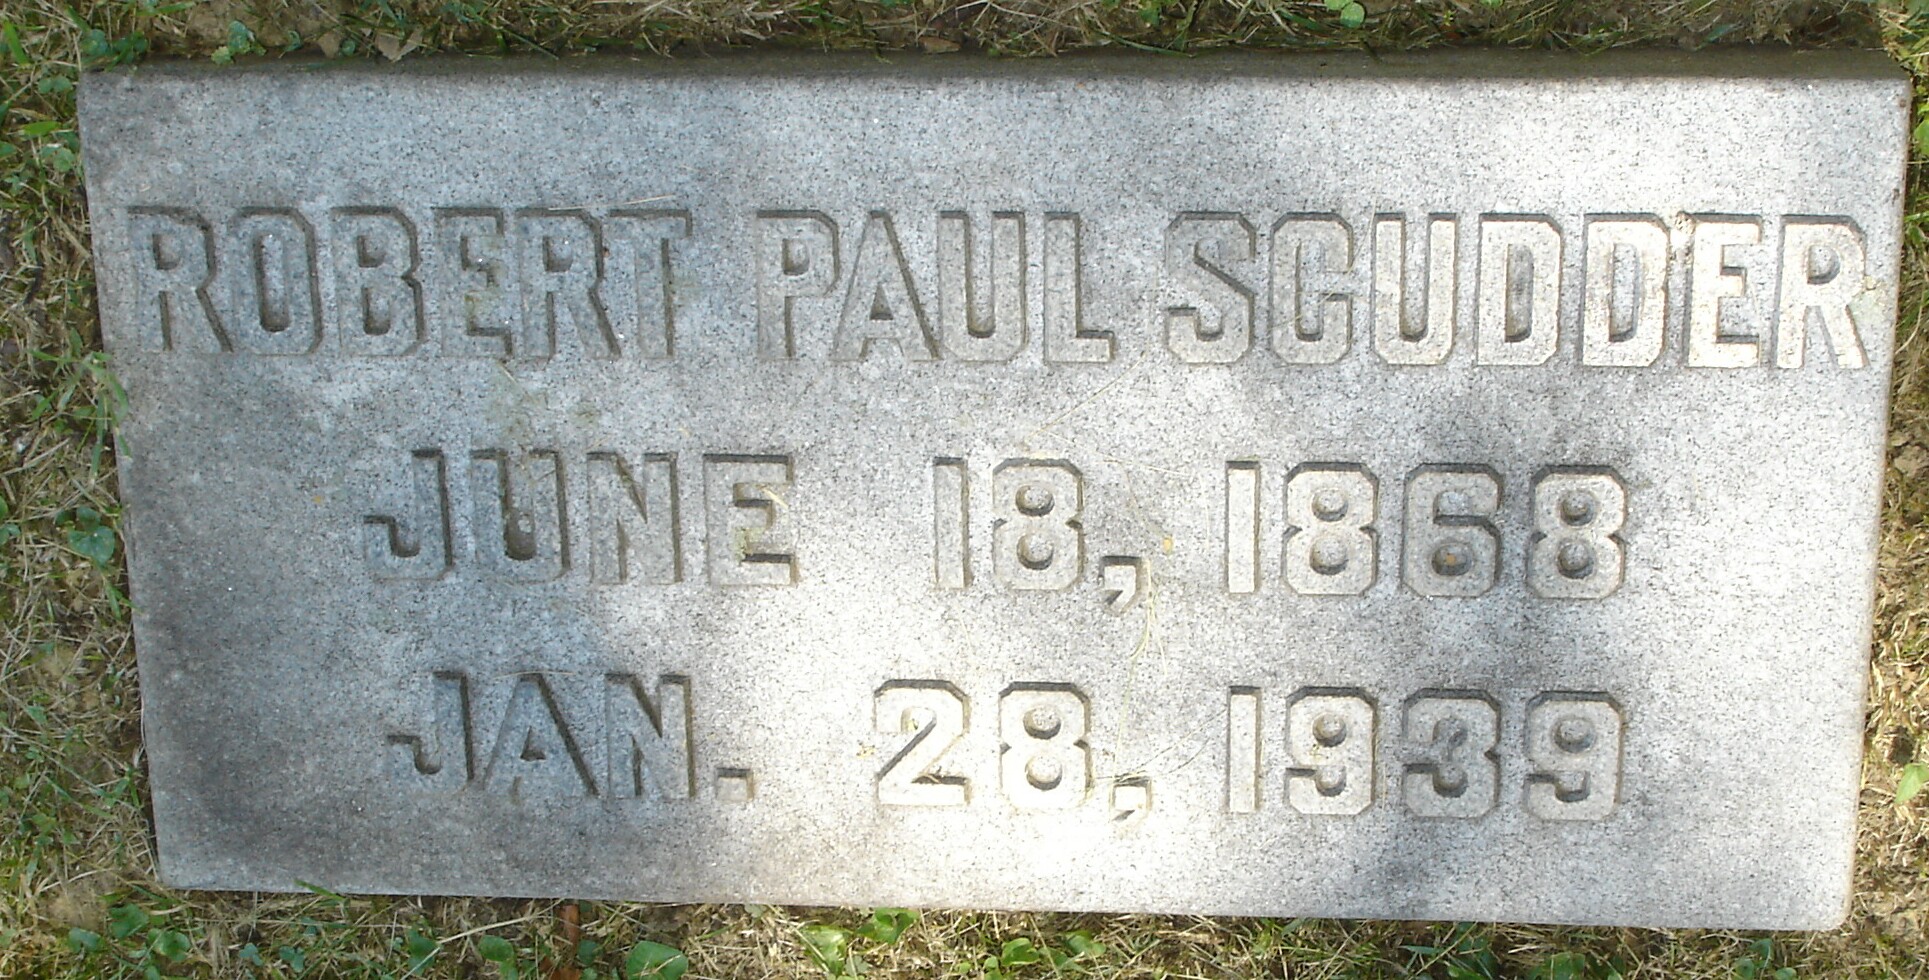 ROBERT PAUL SCUDDER
JUNE 18, 1868
JAN. 28, 1939